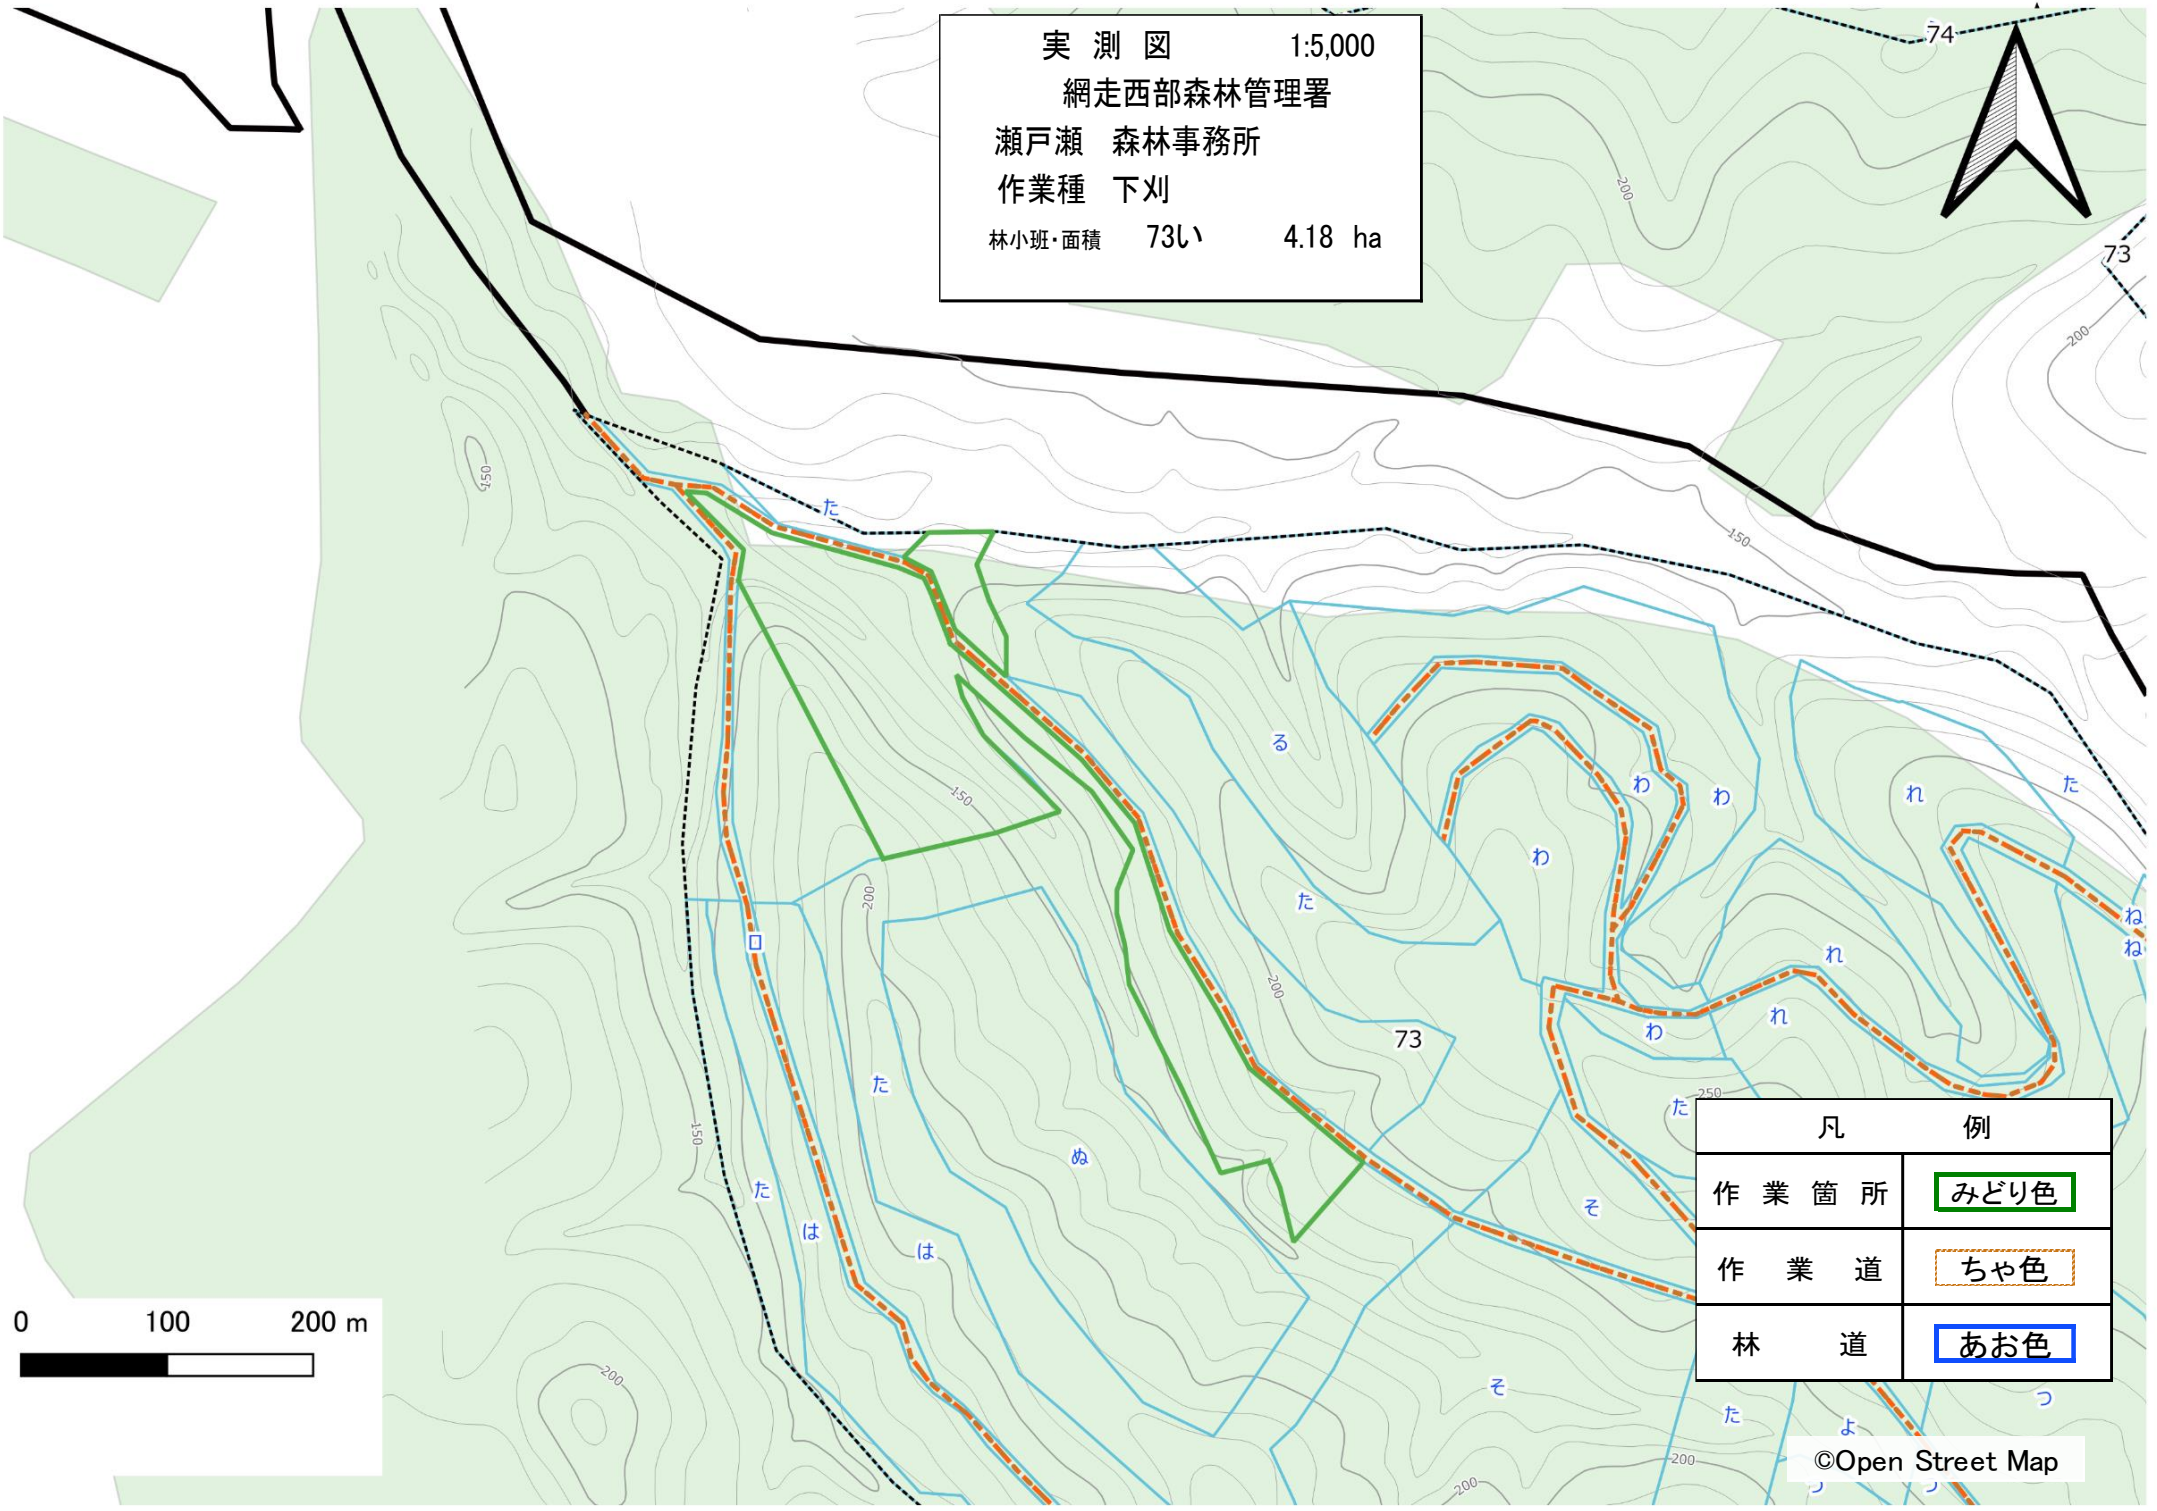 実測図 1:5,000
網走西部森林管理署
瀬戸瀬 森林事務所
作業種 下刈
林小班・面積 73い 4.18 ha
74
200
73
200
150
た
150
る
わ
わ
れ
た
150
わ
200
た
ロ
れ
ね
ね
200
73
れ
わ
た
た
250
150
ぬ
た
は
は
そ
凡例
作業箇所 みどり色
作業道 ちゃ色
林道 あお色
0 100 200 m
200
そ
た
よ
つ
200
200
©Open Street Map